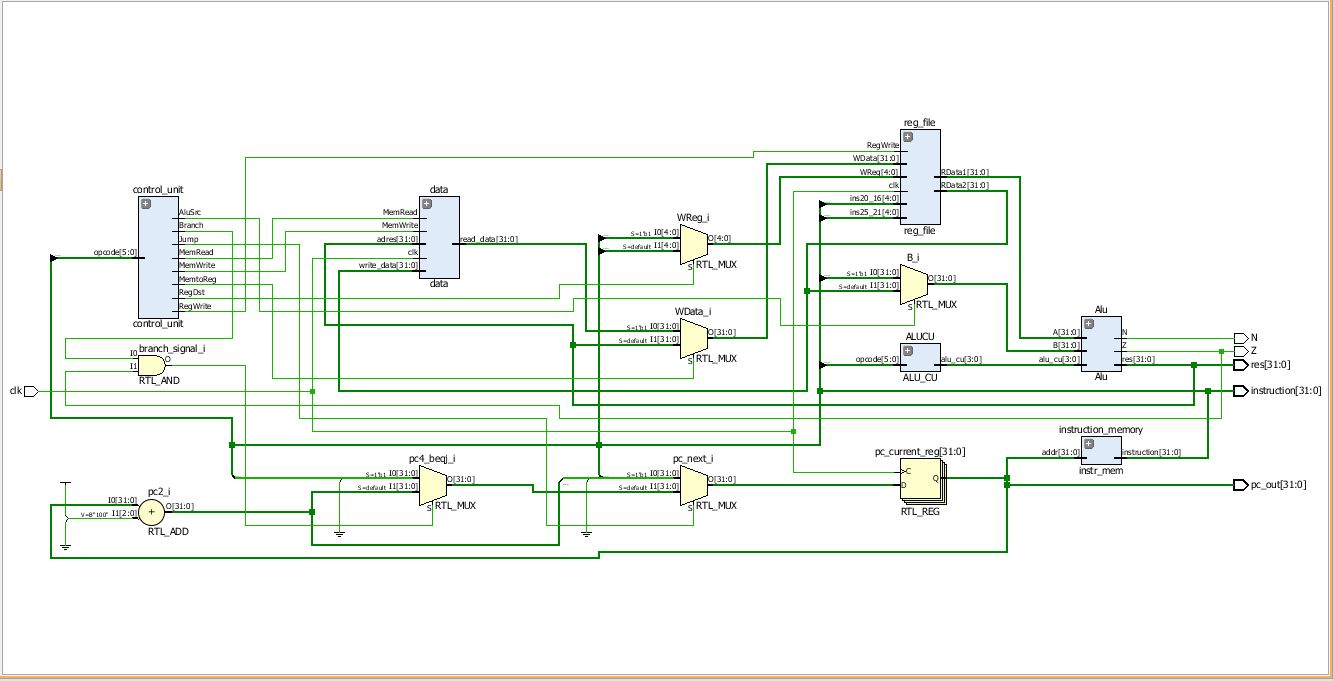 control_unit
AluSrc
Branch
Jump
MemRead
MemWrite
MemtoReg
RegDst
RegWrite
opcode[5:0]
control_unit
data
MemRead
MemWrite
adres[31:0]
clk
write_data[31:0]
read_data[31:0]
data
WReg_i
S=1'b1 I0[4:0]
S=default I1[4:0]
O[4:0]
S
RTL_MUX
WData_i
S=1'b1 I0[31:0]
S=default I1[31:0]
O[31:0]
S
RTL_MUX
reg_file
RegWrite
WData[31:0]
WReg[4:0]
clk
ins20_16[4:0]
ins25_21[4:0]
RData1[31:0]
RData2[31:0]
reg_file
B_i
S=1'b1 I0[31:0]
S=default I1[31:0]
O[31:0]
S
RTL_MUX
ALUCU
opcode[5:0]
alu_cu[3:0]
ALU_CU
Alu
A[31:0]
B[31:0]
alu_cu[3:0]
N
Z
res[31:0]
Alu
N
Z
res[31:0]
instruction[31:0]
branch_signal_i
I0
I1
O
RTL_AND
clk
pc2_i
I0[31:0]
V=B"100" I1[2:0]
+
O[31:0]
RTL_ADD
pc4_beqj_i
S=1'b1 I0[31:0]
S=default I1[31:0]
O[31:0]
S
RTL_MUX
pc_next_i
S=1'b1 I0[31:0]
S=default I1[31:0]
O[31:0]
S
RTL_MUX
pc_current_reg[31:0]
C
D
Q
RTL_REG
instruction_memory
addr[31:0]
instruction[31:0]
instr_mem
pc_out[31:0]